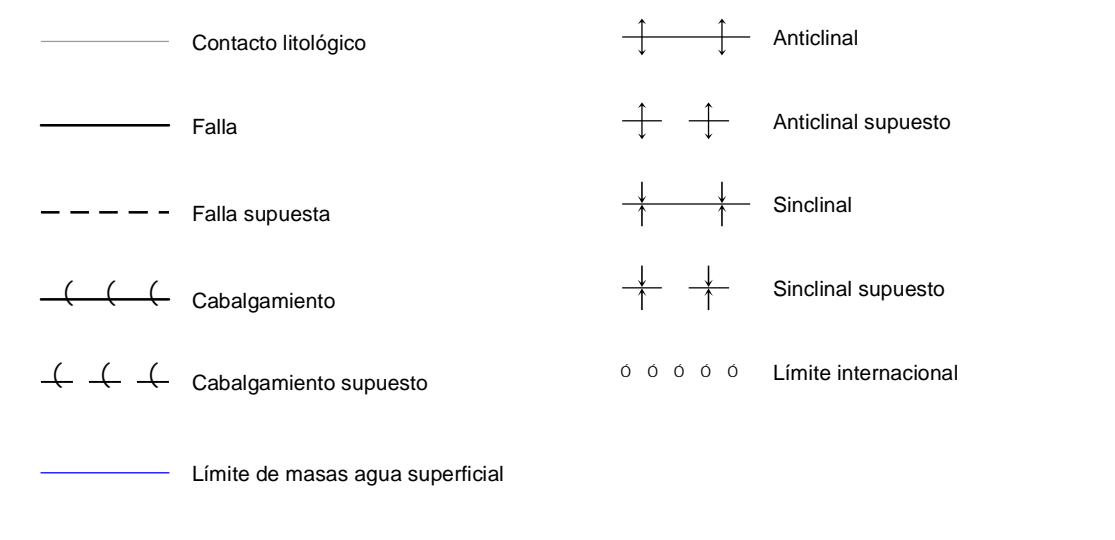 Contacto litológico
Falla
Falla supuesta
Cabalgamiento
Cabalgamiento supuesto
Límite de masas agua superficial
Anticlinal
Anticlinal supuesto
Sinclinal
Sinclinal supuesto
Ó Ó Ó Ó Ó Límite internacional